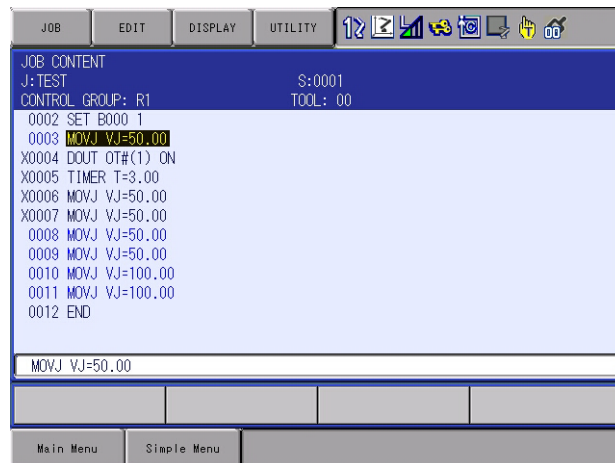 JOB EDIT DISPLAY UTILITY
JOB CONTENT
J:TEST S:0001
CONTROL GROUP: R1 TOOL: 00
0002 SET B000 1
0003 MOVJ VJ=50.00
X0004 DOUT OT#(1) ON
X0005 TIMER T=3.00
X0006 MOVJ VJ=50.00
X0007 MOVJ VJ=50.00
0008 MOVJ VJ=50.00
0009 MOVJ VJ=50.00
0010 MOVJ VJ=100.00
0011 MOVJ VJ=100.00
0012 END
MOVJ VJ=50.00
Main Menu Simple Menu